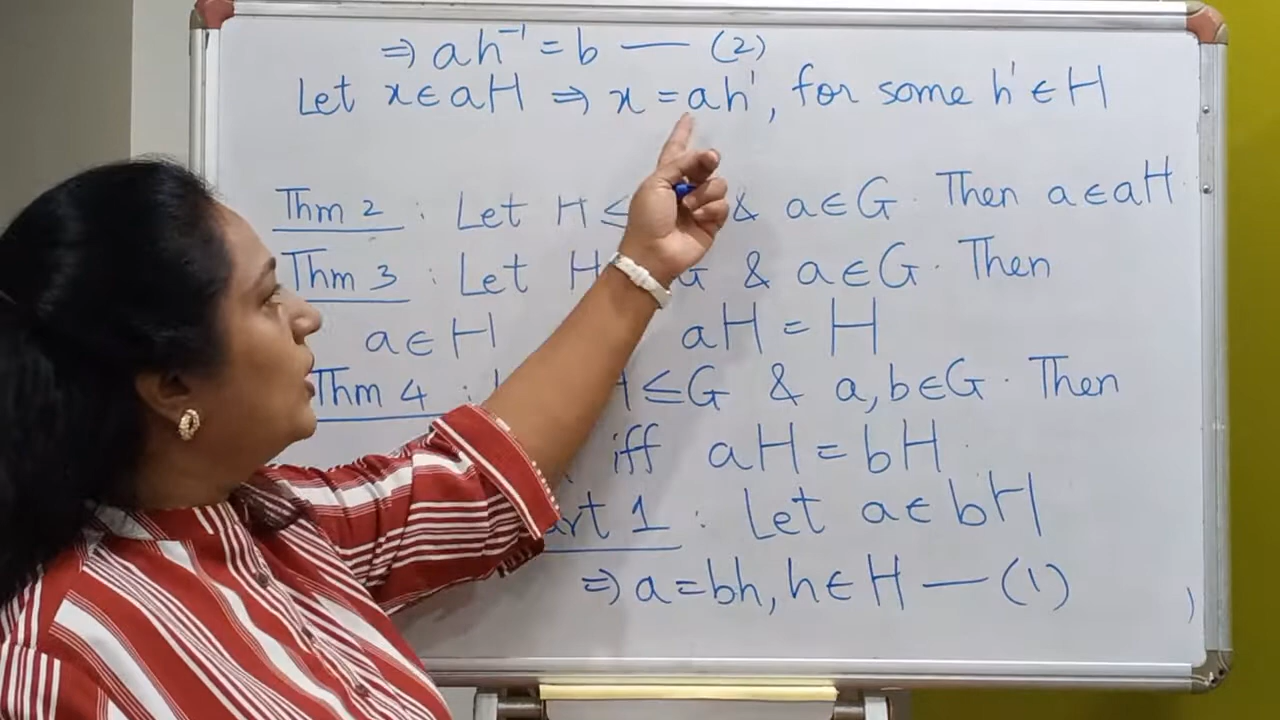 ⇒ ah⁻¹ = b — (2)
Let x ∈ aH ⇒ x = ah', for some h' ∈ H
Thm 2 : Let H ≤ & a ∈ G. Then a ∈ aH
Thm 3 : Let H G & a ∈ G. Then
a ∈ H aH = H
Thm 4 : H ≤ G & a, b ∈ G. Then
iff aH = bH.
1 : Let a ∈ bH
⇒ a = bh, h ∈ H — (1)